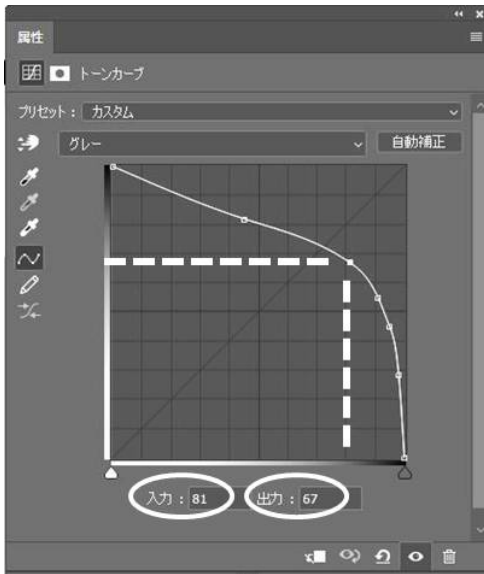 属性
トーンカーブ
プリセット： カスタム
グレー 自動補正
入力：81 出力：67